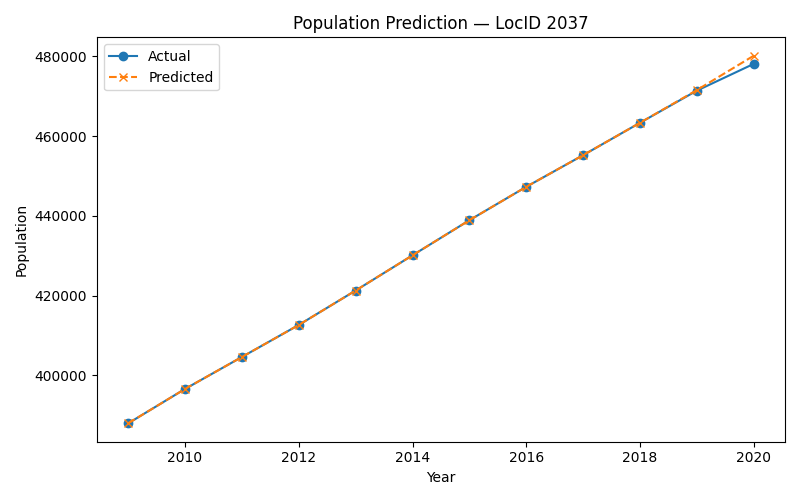 Population Prediction — LocID 2037
Actual
Predicted
480000
460000
440000
420000
400000
Population
2010
2012
2014
2016
2018
2020
Year